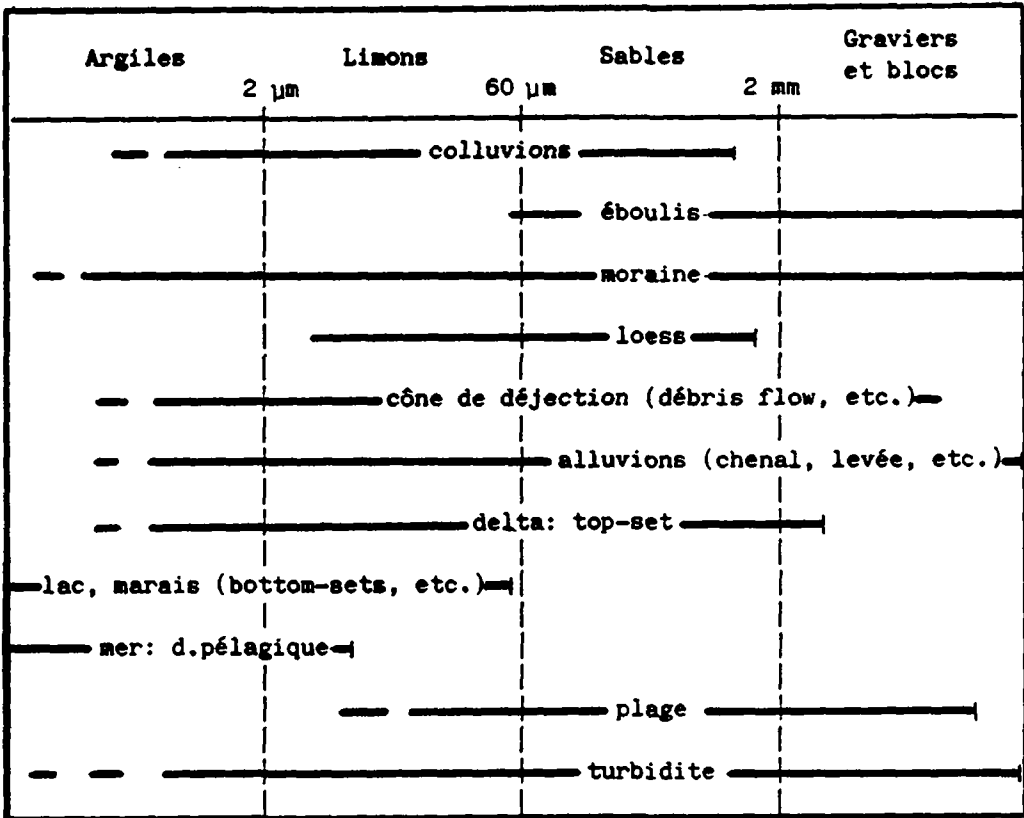 Argiles Limons Sables Graviers
et blocs
2 µm 60 µm 2 mm
colluvions
éboulis
moraine
loess
cône de déjection (débris flow, etc.)
alluvions (chenal, levée, etc.)
delta: top-set
lac, marais (bottom-sets, etc.)
mer: d.pélagique
plage
turbidite